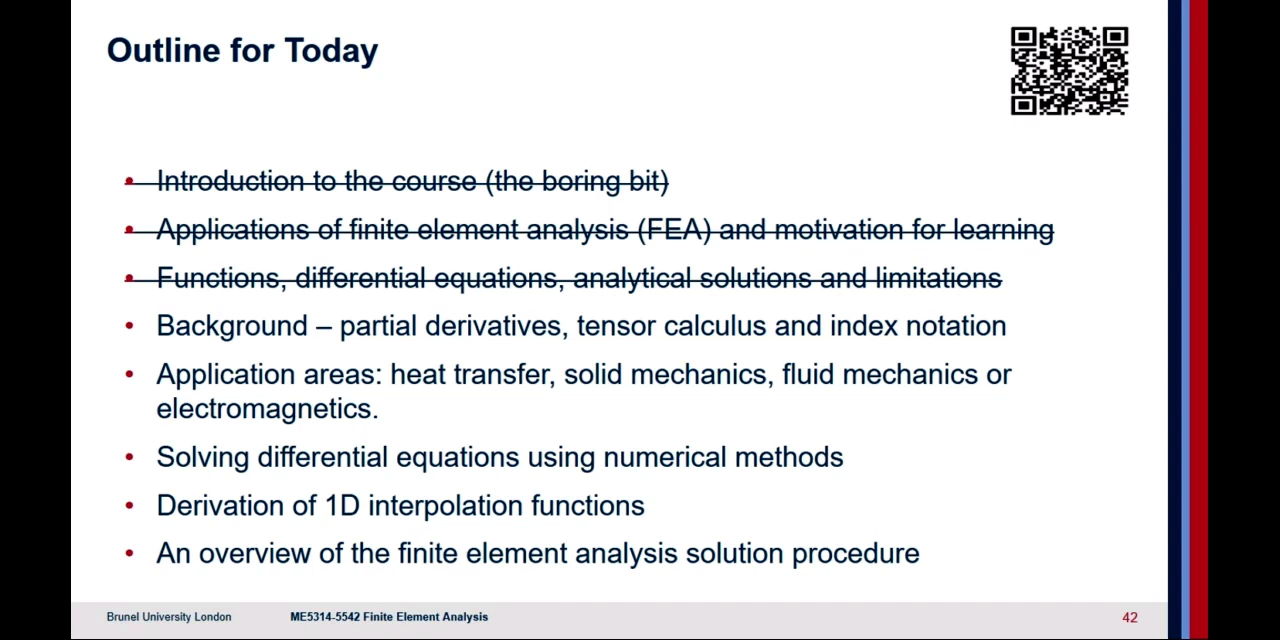 Outline for Today
• Introduction to the course (the boring bit)
• Applications of finite element analysis (FEA) and motivation for learning
• Functions, differential equations, analytical solutions and limitations
• Background – partial derivatives, tensor calculus and index notation
• Application areas: heat transfer, solid mechanics, fluid mechanics or
electromagnetics.
• Solving differential equations using numerical methods
• Derivation of 1D interpolation functions
• An overview of the finite element analysis solution procedure
Brunel University London ME5314-5542 Finite Element Analysis 42